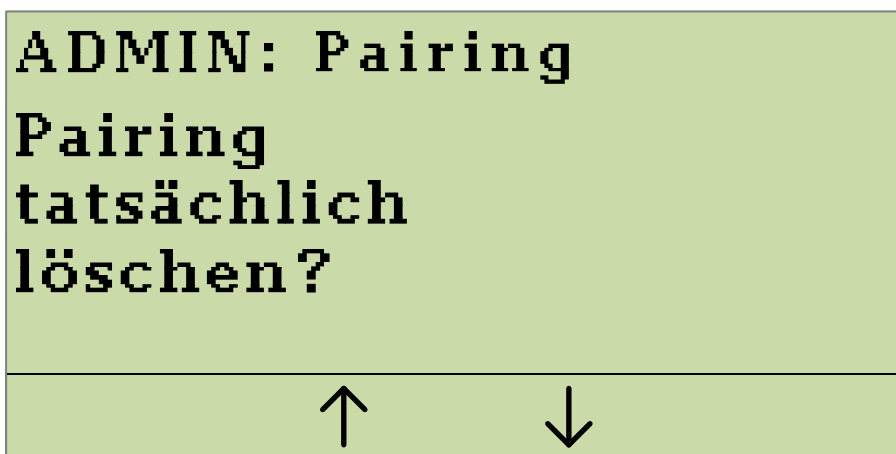 ADMIN: Pairing
Pairing
tatsächlich
löschen?
↑ ↓